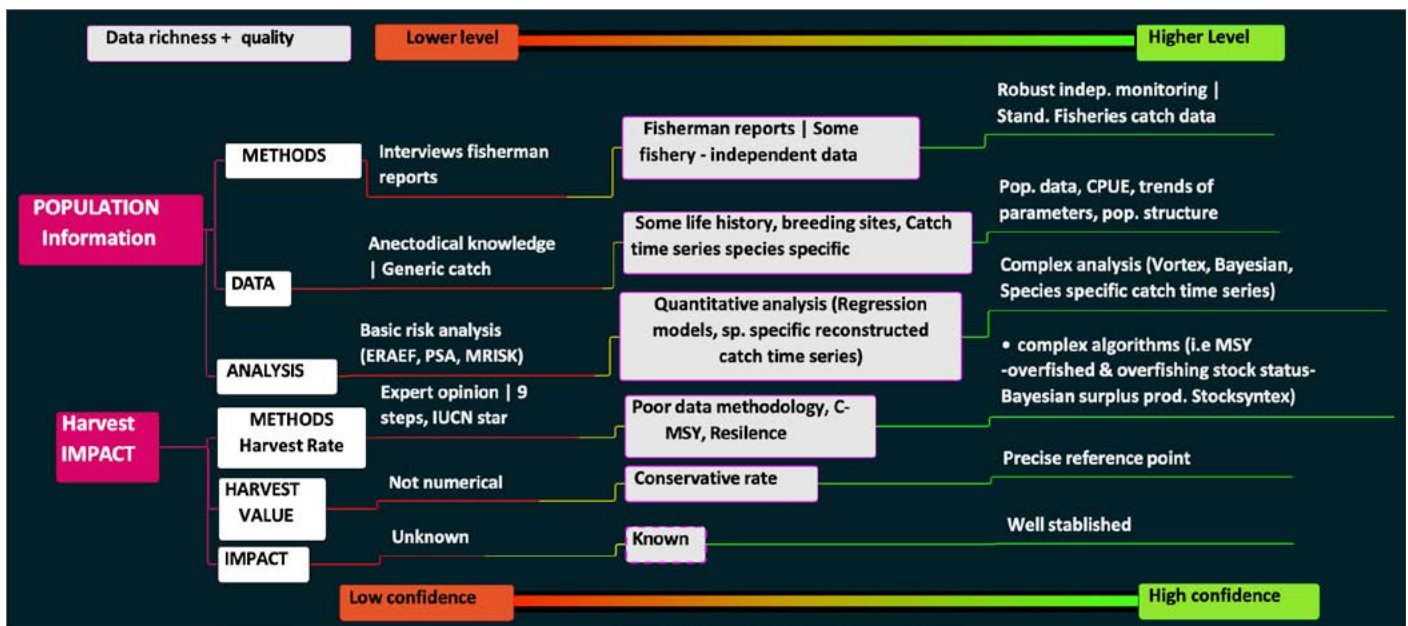 Data richness + quality
Lower level
Higher Level
POPULATION
Information
METHODS
Interviews fisherman
reports
Fisherman reports | Some
fishery - independent data
Robust indep. monitoring |
Stand. Fisheries catch data
DATA
Anectodical knowledge
| Generic catch
Some life history, breeding sites, Catch
time series species specific
Pop. data, CPUE, trends of
parameters, pop. structure
ANALYSIS
Basic risk analysis
(ERAEF, PSA, MRISK)
Quantitative analysis (Regression
models, sp. specific reconstructed
catch time series)
Complex analysis (Vortex, Bayesian,
Species specific catch time series)
Harvest
IMPACT
METHODS
Harvest Rate
Expert opinion | 9
steps, IUCN star
Poor data methodology, C-
MSY, Resilence
• complex algorithms (i.e MSY
-overfished & overfishing stock status-
Bayesian surplus prod. Stocksyntex)
HARVEST
VALUE
Not numerical
Conservative rate
Precise reference point
IMPACT
Unknown
Known
Well stablished
Low confidence
High confidence